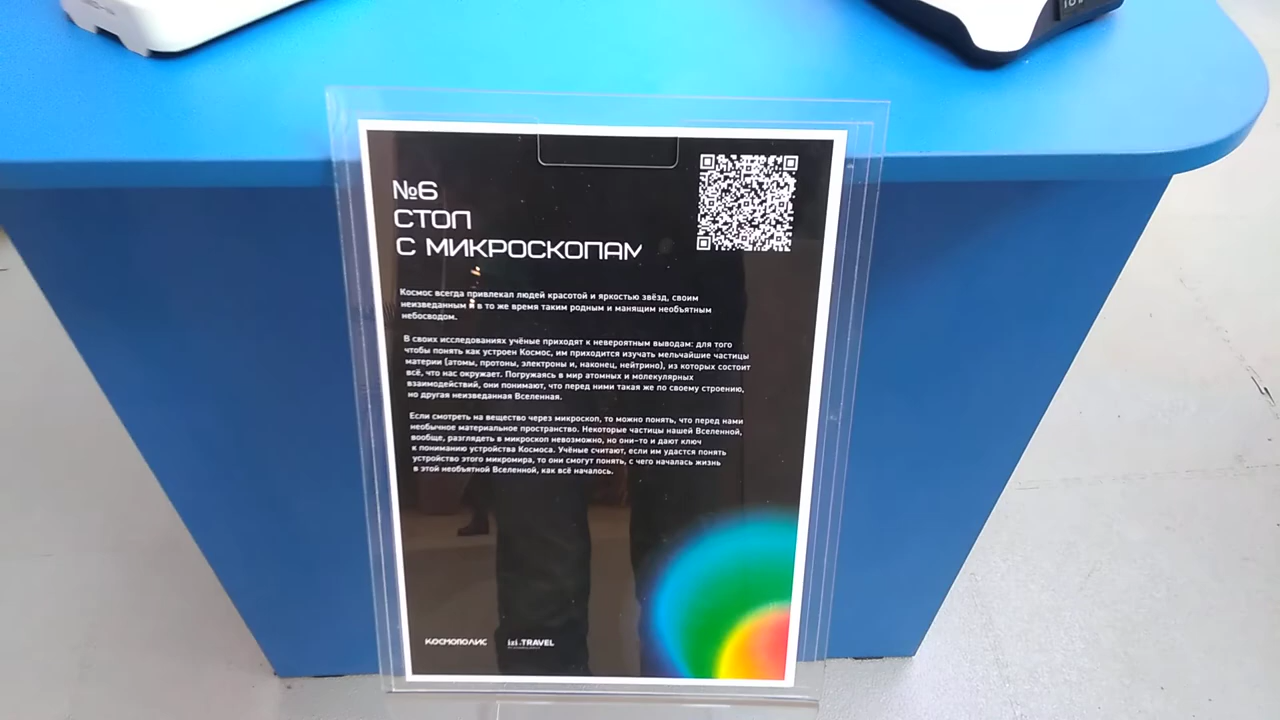 №6
СТОЛ
С МИКРОСКОПАМ
Космос всегда привлекал людей красотой и яркостью звёзд, своим
неизведанным и в то же время таким родным и манящим необъятным
небосводом.
В своих исследованиях учёные приходят к невероятным выводам: для того
чтобы понять как устроен Космос, им приходится изучать мельчайшие частицы
материи (атомы, протоны, электроны и, наконец, нейтрино), из которых состоит
всё, что нас окружает. Погружаясь в мир атомных и молекулярных
взаимодействий, они понимают, что перед ними такая же по своему строению,
но другая неизведанная Вселенная.
Если смотреть на вещество через микроскоп, то можно понять, что перед нами
необычное материальное пространство. Некоторые частицы нашей Вселенной,
вообще, разглядеть в микроскоп невозможно, но они-то и дают ключ
к пониманию устройства Космоса. Учёные считают, если им удастся понять
устройство этого микромира, то они смогут понять, с чего началась жизнь
в этой необъятной Вселенной, как всё началось.
КОСМОПОЛИС izi.TRAVEL